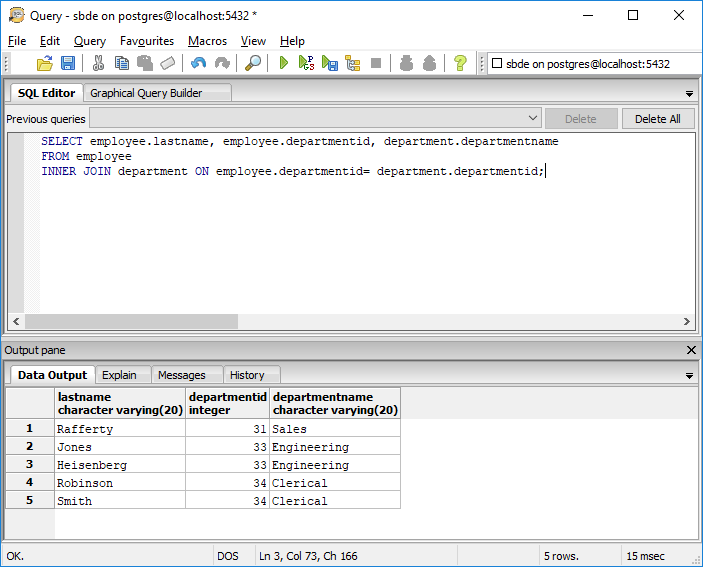 Query - sbde on postgres@localhost:5432 *
File Edit Query Favourites Macros View Help
sbde on postgres@localhost:5432
SQL Editor Graphical Query Builder
Previous queries Delete Delete All
SELECT employee.lastname, employee.departmentid, department.departmentname
FROM employee
INNER JOIN department ON employee.departmentid= department.departmentid;
Output pane
Data Output Explain Messages History
lastname departmentid departmentname
character varying(20) integer character varying(20)
1 Rafferty 31 Sales
2 Jones 33 Engineering
3 Heisenberg 33 Engineering
4 Robinson 34 Clerical
5 Smith 34 Clerical
OK. DOS Ln 3, Col 73, Ch 166 5 rows. 15 msec